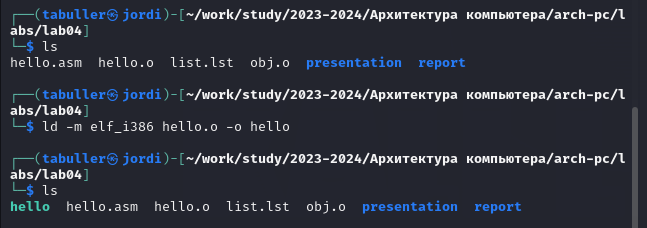 ┌──(tabuller㉿jordi)-[~/work/study/2023-2024/Архитектура компьютера/arch-pc/l
abs/lab04]
└─$ ls
hello.asm  hello.o  list.lst  obj.o  presentation  report
┌──(tabuller㉿jordi)-[~/work/study/2023-2024/Архитектура компьютера/arch-pc/l
abs/lab04]
└─$ ld -m elf_i386 hello.o -o hello
┌──(tabuller㉿jordi)-[~/work/study/2023-2024/Архитектура компьютера/arch-pc/l
abs/lab04]
└─$ ls
hello  hello.asm  hello.o  list.lst  obj.o  presentation  report